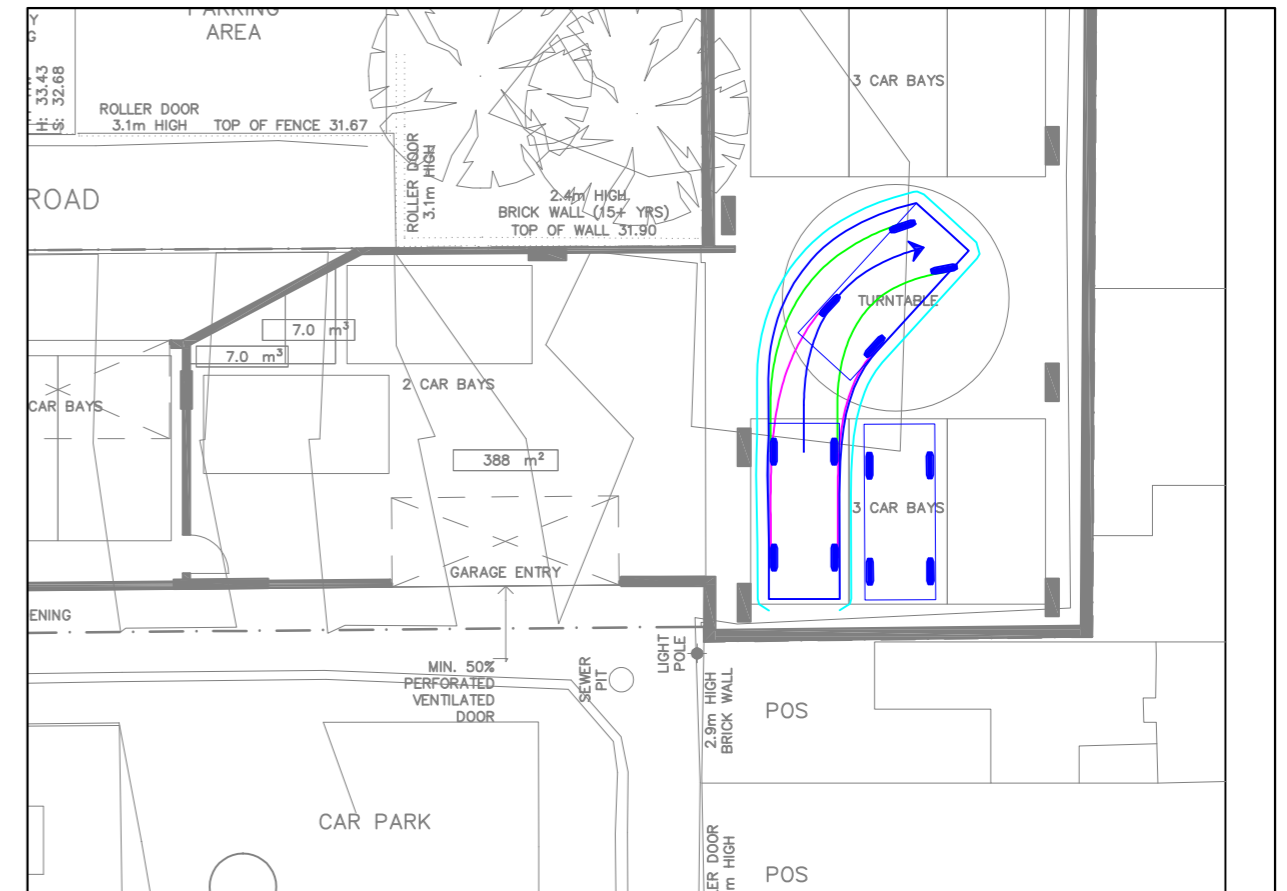 PARKING
AREA
33.43
32.68
ROLLER DOOR
3.1m HIGH
TOP OF FENCE 31.67
ROAD
ROLLER DOOR
3.1m HIGH
2.4m HIGH
BRICK WALL (15+ YRS)
TOP OF WALL 31.90
3 CAR BAYS
TURNTABLE
7.0 m³
7.0 m³
2 CAR BAYS
CAR BAYS
388 m²
3 CAR BAYS
GARAGE ENTRY
ENING
MIN. 50%
PERFORATED
VENTILATED
DOOR
SEWER
PIT
LIGHT
POLE
2.9m HIGH
BRICK WALL
POS
CAR PARK
ER DOOR
m HIGH
POS